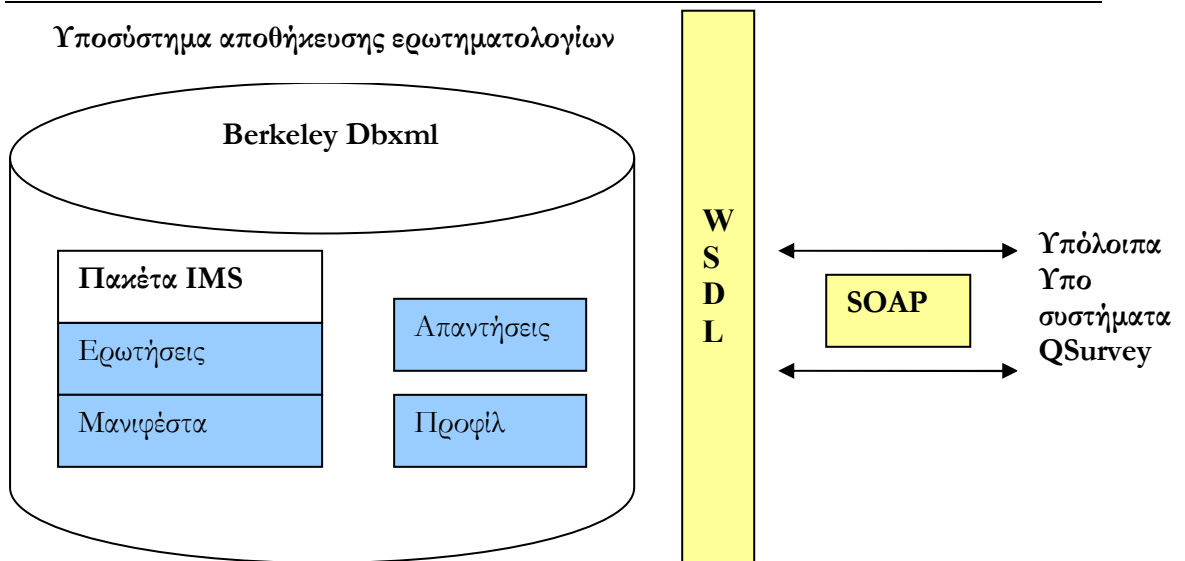 Υποσύστημα αποθήκευσης ερωτηματολογίων
Berkeley Dbxml
Πακέτα IMS
Ερωτήσεις
Μανιφέστα
Απαντήσεις
Προφίλ
W
S
D
L
SOAP
Υπόλοιπα
Υπο
συστήματα
QSurvey